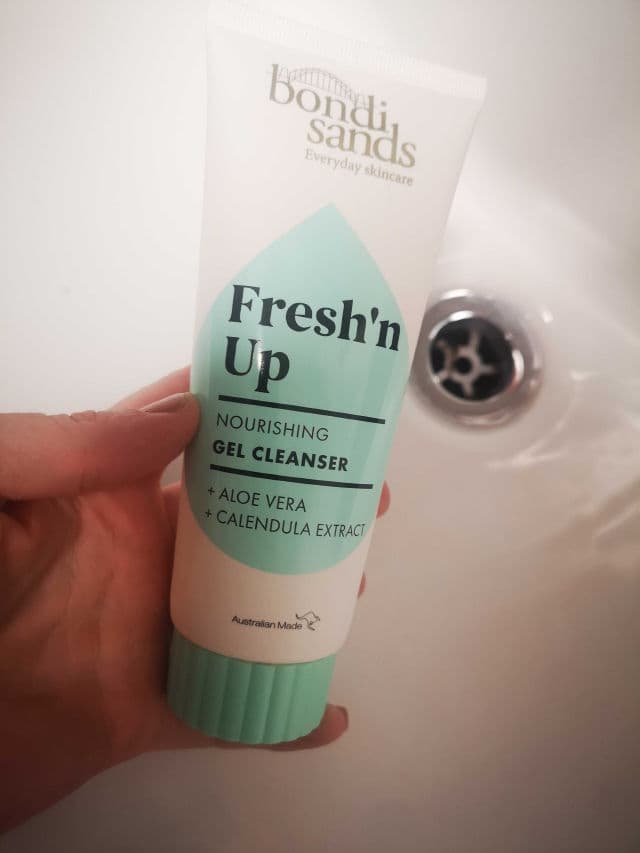 bondi
sands
Everyday skincare
Fresh'n
Up
NOURISHING
GEL CLEANSER
+ ALOE VERA
+ CALENDULA EXTRACT
Australian Made